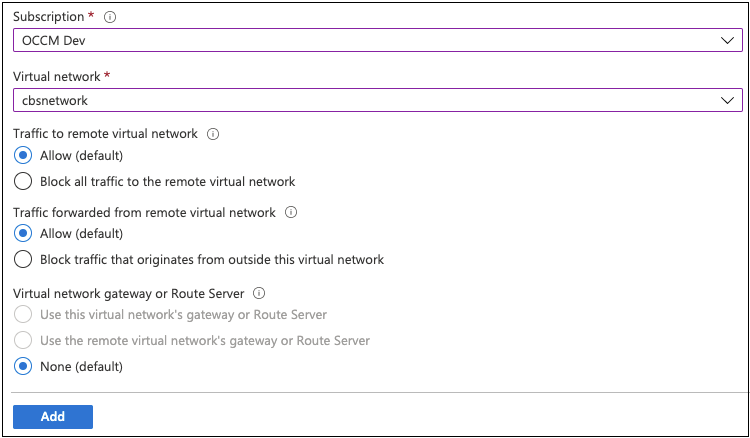 Subscription *
OCCM Dev
Virtual network *
cbsnetwork
Traffic to remote virtual network
Allow (default)
Block all traffic to the remote virtual network
Traffic forwarded from remote virtual network
Allow (default)
Block traffic that originates from outside this virtual network
Virtual network gateway or Route Server
Use this virtual network's gateway or Route Server
Use the remote virtual network's gateway or Route Server
None (default)
Add